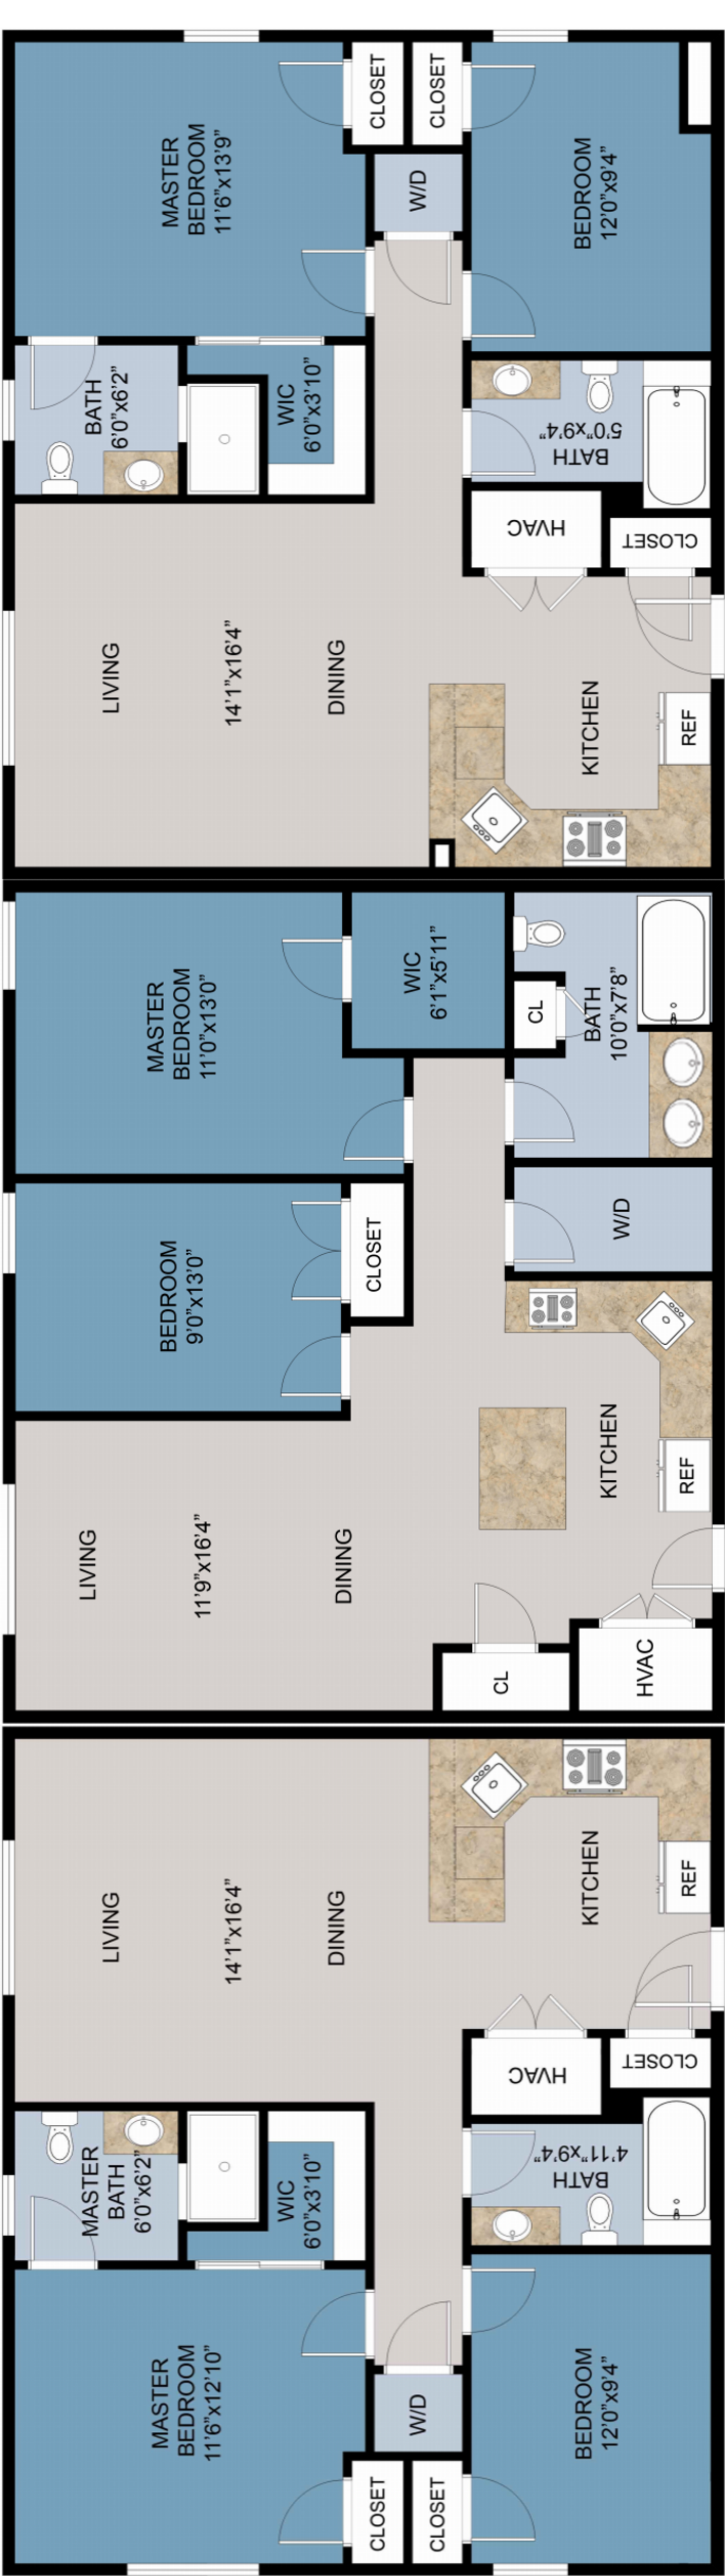 MASTER
BEDROOM
11'6"x13'9"
CLOSET
CLOSET
BEDROOM
12'0"x9'4"
W/D
BATH
6'0"x6'2"
WIC
6'0"x3'10"
BATH
5'0"x9'4"
HVAC
CLOSET
LIVING
14'1"x16'4"
DINING
KITCHEN
REF
MASTER
BEDROOM
11'0"x13'0"
WIC
6'1"x5'11"
CL
BATH
10'0"x7'8"
BEDROOM
9'0"x13'0"
CLOSET
W/D
LIVING
11'9"x16'4"
DINING
KITCHEN
REF
CL
HVAC
LIVING
14'1"x16'4"
DINING
KITCHEN
REF
HVAC
CLOSET
MASTER
BATH
6'0"x6'2"
WIC
6'0"x3'10"
BATH
4'11"x9'4"
MASTER
BEDROOM
11'6"x12'10"
W/D
BEDROOM
12'0"x9'4"
CLOSET
CLOSET